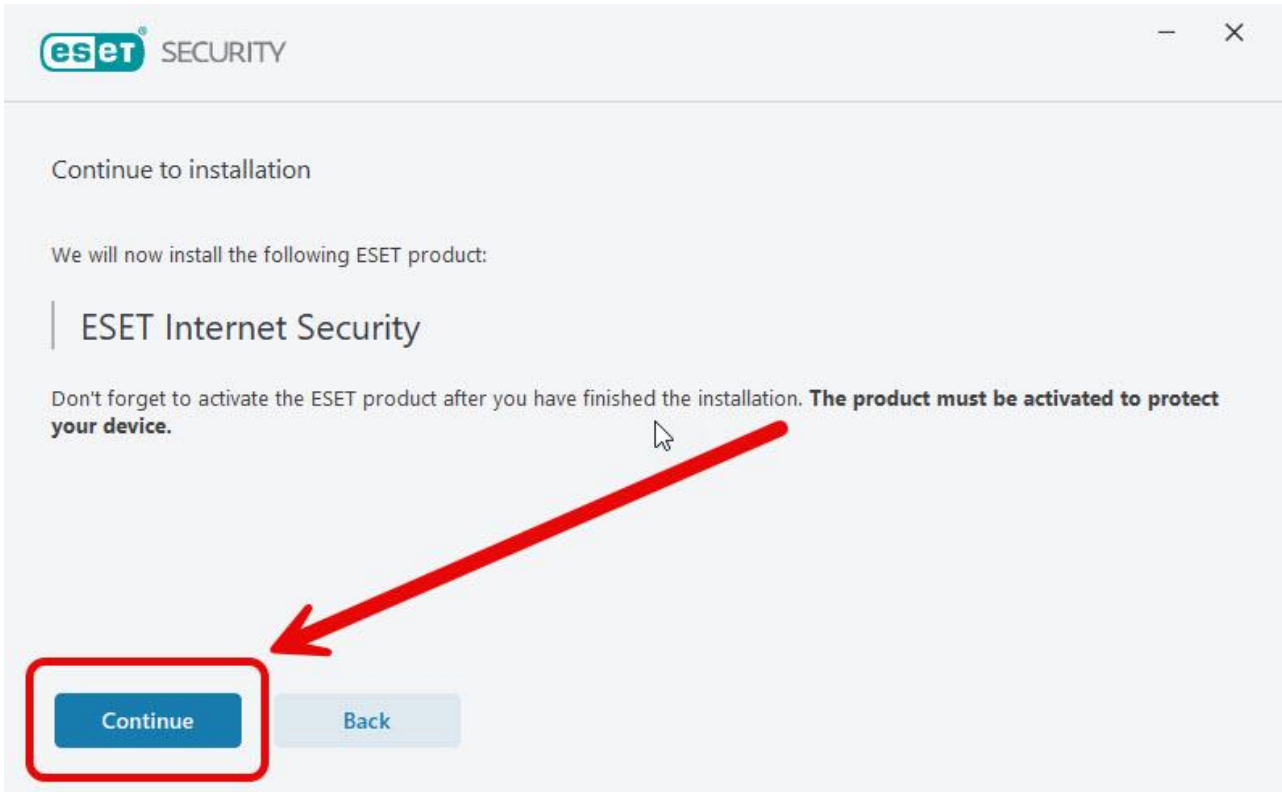 eset® SECURITY
Continue to installation
We will now install the following ESET product:
ESET Internet Security
Don't forget to activate the ESET product after you have finished the installation. The product must be activated to protect
your device.
Continue
Back